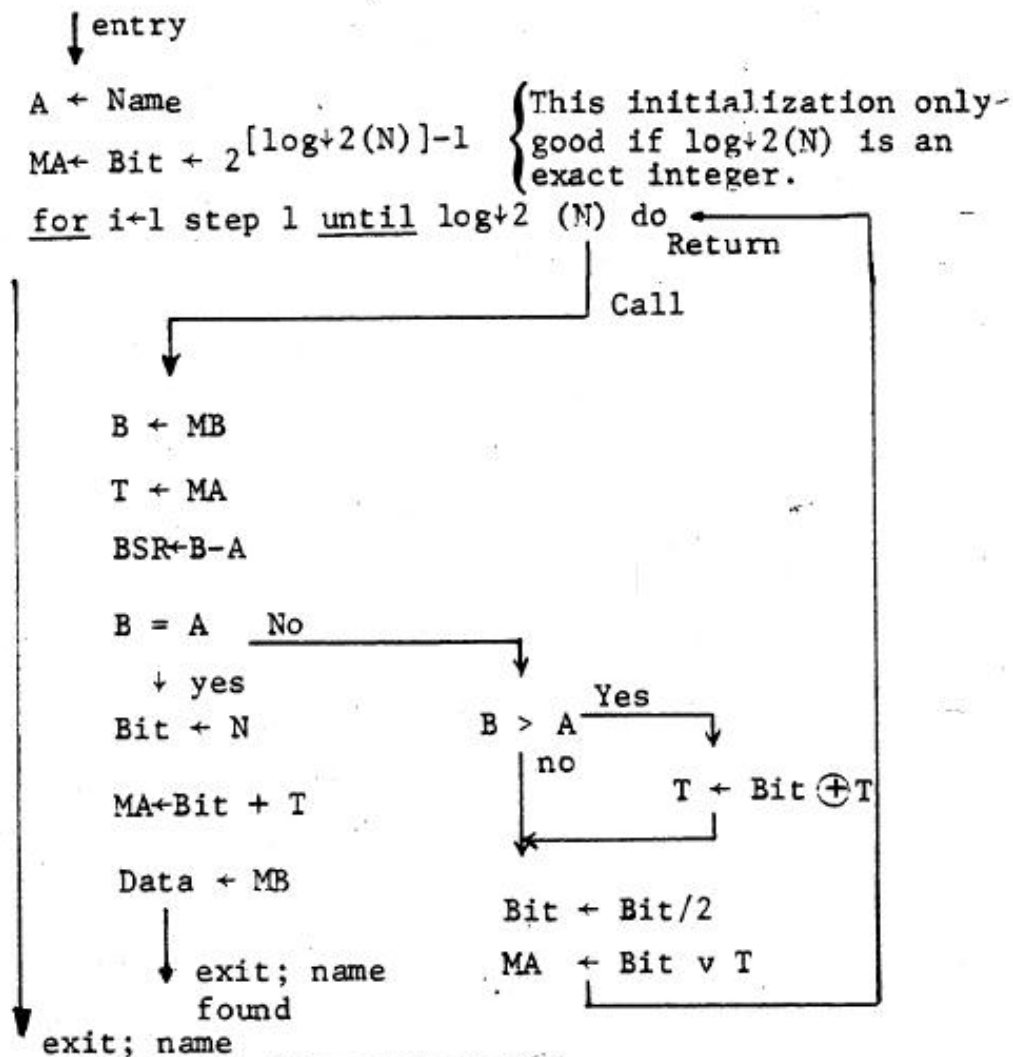 entry
A ← Name
MA← Bit ← 2[log↓2(N)]-1
This initialization only
good if log↓2(N) is an
exact integer.
for i←1 step 1 until log↓2 (N) do
Return
Call
B ← MB
T ← MA
BSR←B-A
B = A No
↓ yes
Bit ← N
B > A Yes
no
MA←Bit + T
T ← Bit ⊕ T
Data ← MB
Bit ← Bit/2
MA ← Bit v T
exit; name
found
exit; name